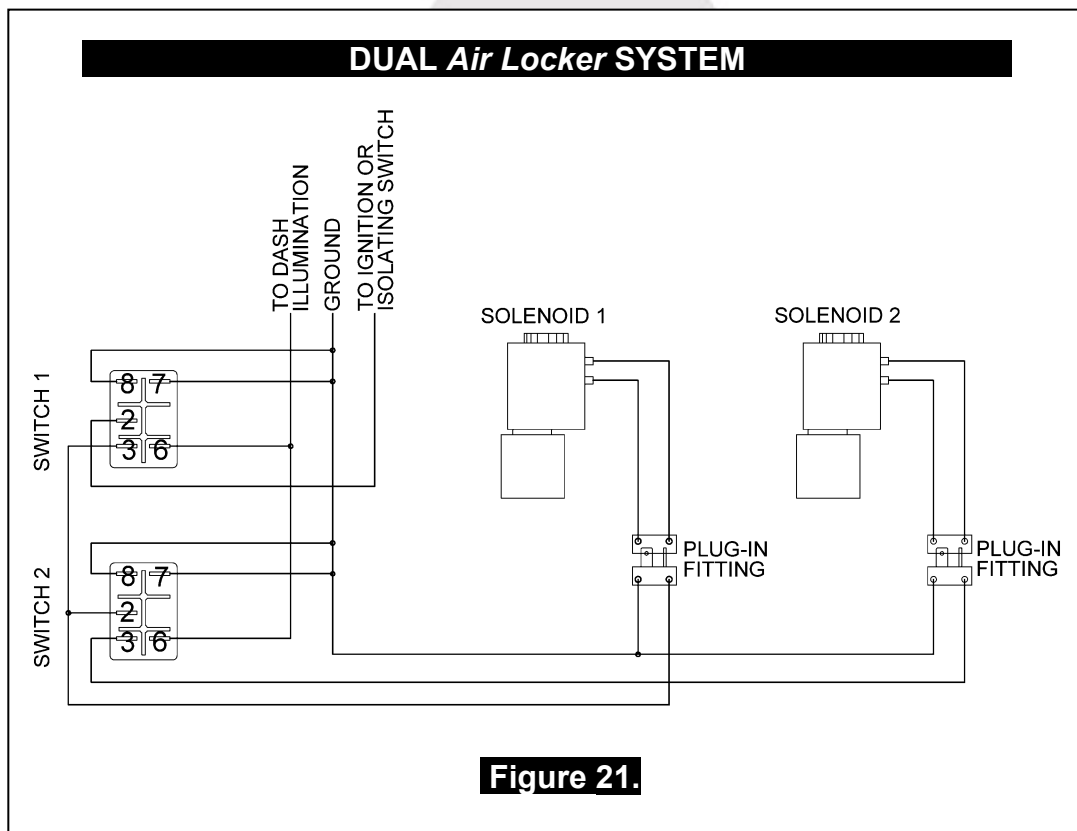 DUAL Air Locker SYSTEM
TO DASH
ILLUMINATION
GROUND
TO IGNITION OR
ISOLATING SWITCH
SOLENOID 1
SOLENOID 2
SWITCH 1
8 7
2
3 6
SWITCH 2
8 7
2
3 6
PLUG-IN
FITTING
PLUG-IN
FITTING
Figure 21.